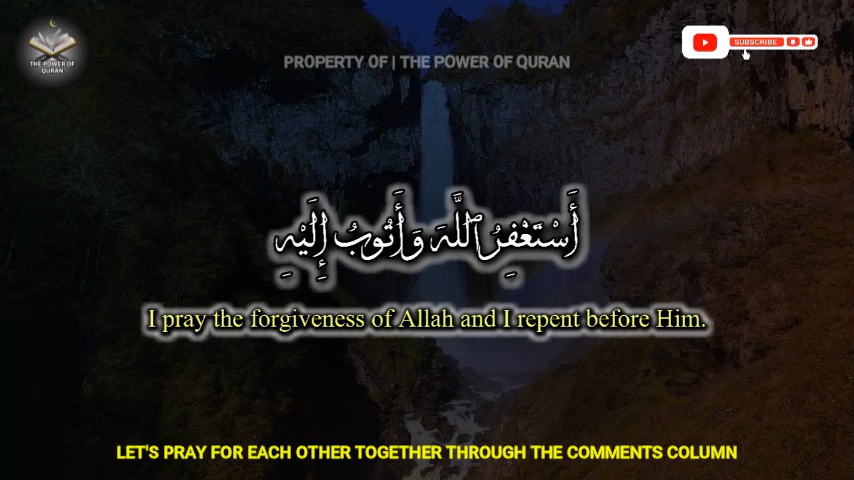 THE POWER OF
QURAN
PROPERTY OF | THE POWER OF QURAN
SUBSCRIBE
أَسْتَغْفِرُ ٱللَّهَ وَأَتُوبُ إِلَيْهِ
I pray the forgiveness of Allah and I repent before Him.
LET'S PRAY FOR EACH OTHER TOGETHER THROUGH THE COMMENTS COLUMN